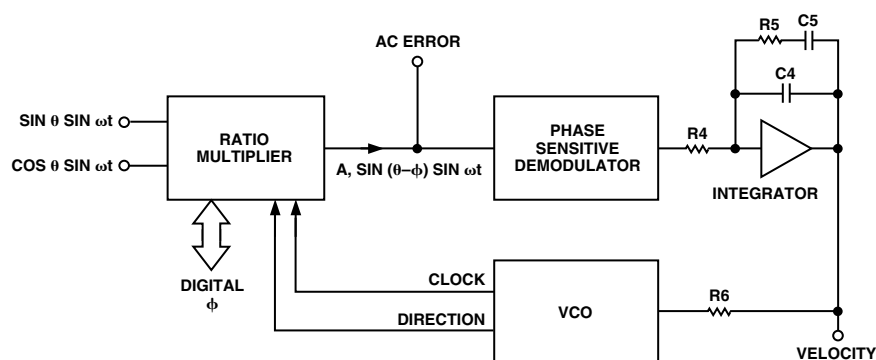 R5
C5
C4
AC ERROR
SIN θ SIN ωt
COS θ SIN ωt
RATIO
MULTIPLIER
A, SIN (θ–ϕ) SIN ωt
PHASE
SENSITIVE
DEMODULATOR
R4
INTEGRATOR
DIGITAL
ϕ
CLOCK
DIRECTION
VCO
R6
VELOCITY